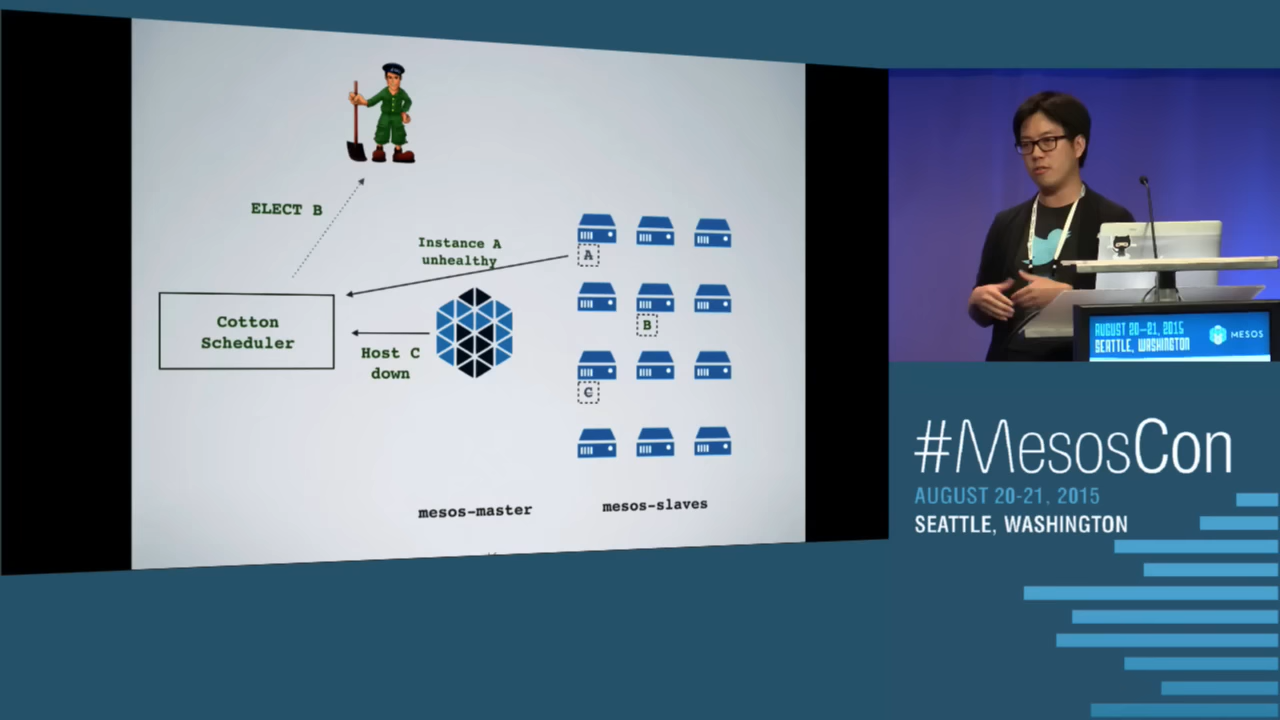 ELECT B
Instance A
unhealthy
A
B
Cotton
Scheduler
Host C
down
C
mesos-master
mesos-slaves
AUGUST 20-21, 2015
SEATTLE, WASHINGTON
MESOS
#MesosCon
AUGUST 20-21, 2015
SEATTLE, WASHINGTON